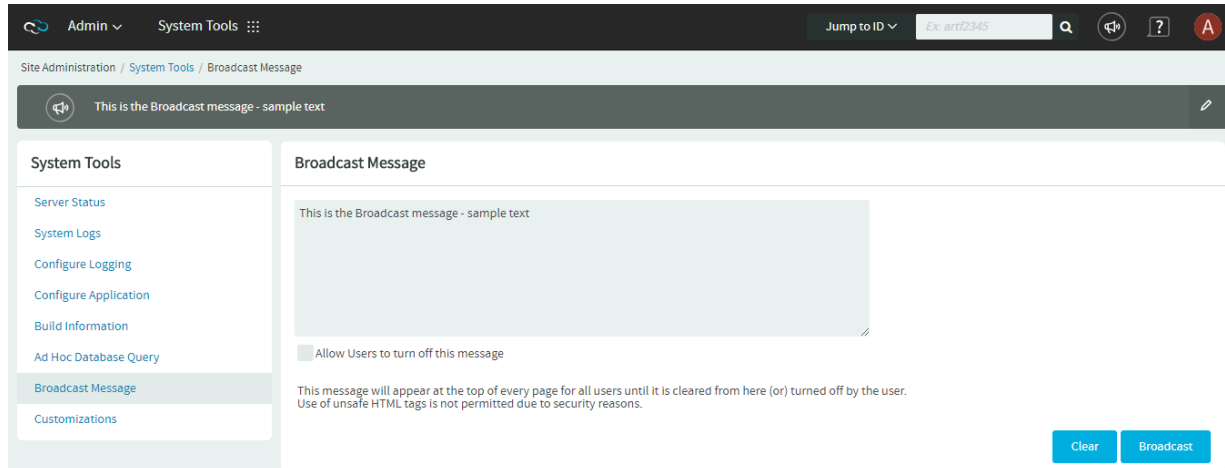 Admin
System Tools
Jump to ID
Ex: artf2345
?
A
Site Administration / System Tools / Broadcast Message
This is the Broadcast message - sample text
System Tools
Server Status
System Logs
Configure Logging
Configure Application
Build Information
Ad Hoc Database Query
Broadcast Message
Customizations
Broadcast Message
This is the Broadcast message - sample text
Allow Users to turn off this message
This message will appear at the top of every page for all users until it is cleared from here (or) turned off by the user.
Use of unsafe HTML tags is not permitted due to security reasons.
Clear
Broadcast